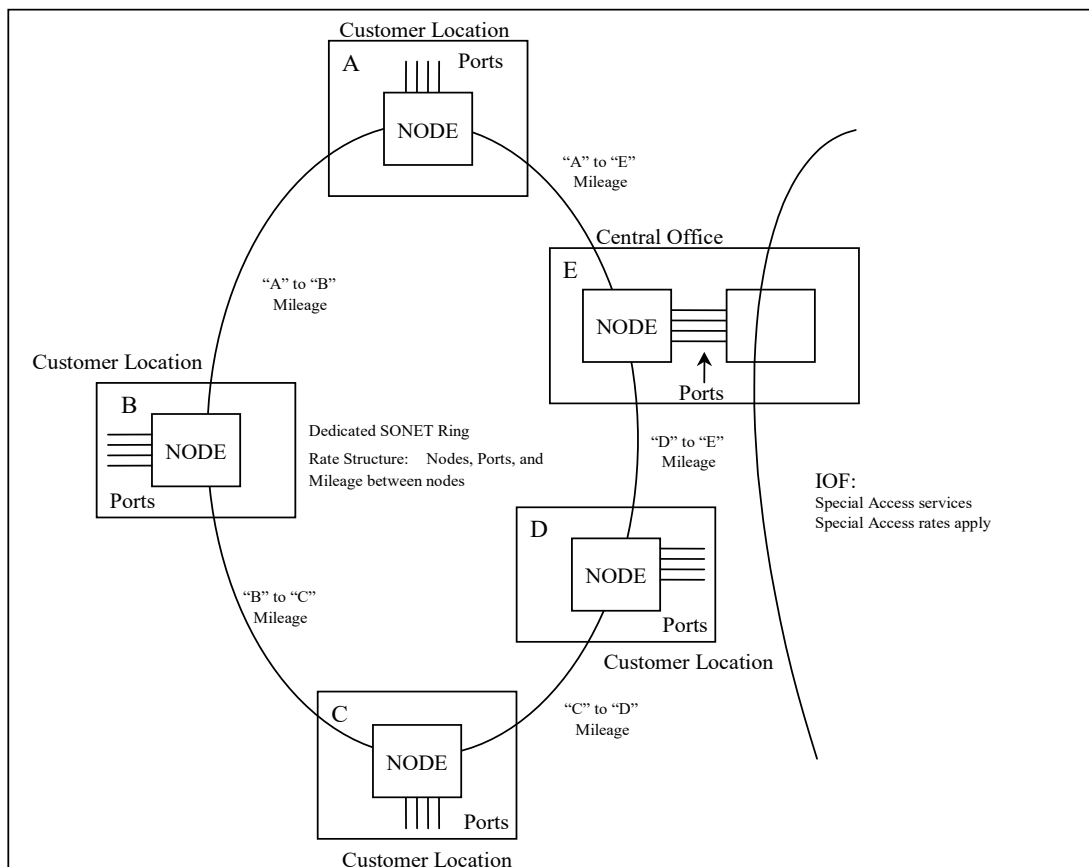 Customer Location
A
Ports
NODE
“A” to “E”
Mileage
Central Office
E
NODE
Ports
“A” to “B”
Mileage
Customer Location
B
NODE
Ports
Dedicated SONET Ring
Rate Structure: Nodes, Ports, and
Mileage between nodes
“D” to “E”
Mileage
IOF:
Special Access services
Special Access rates apply
D
NODE
Ports
Customer Location
“B” to “C”
Mileage
“C” to “D”
Mileage
C
NODE
Ports
Customer Location